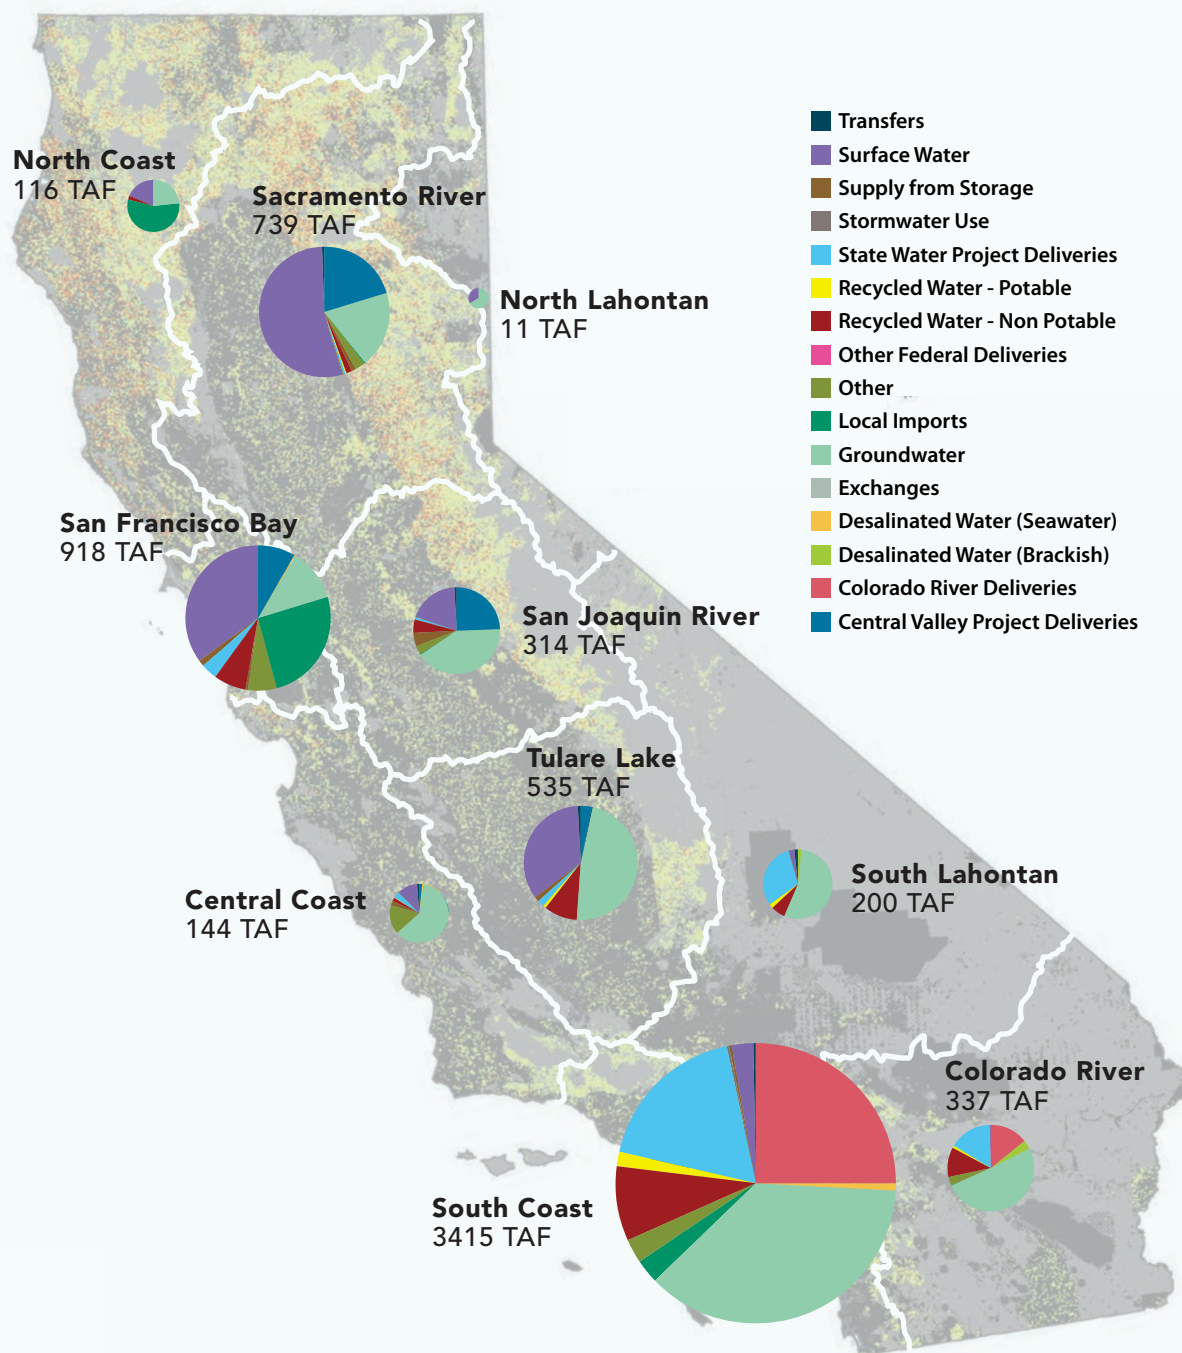 North Coast
116 TAF
Sacramento River
739 TAF
North Lahontan
11 TAF
San Francisco Bay
918 TAF
San Joaquin River
314 TAF
Tulare Lake
535 TAF
Central Coast
144 TAF
South Lahontan
200 TAF
Colorado River
337 TAF
South Coast
3415 TAF
Transfers
Surface Water
Supply from Storage
Stormwater Use
State Water Project Deliveries
Recycled Water - Potable
Recycled Water - Non Potable
Other Federal Deliveries
Other
Local Imports
Groundwater
Exchanges
Desalinated Water (Seawater)
Desalinated Water (Brackish)
Colorado River Deliveries
Central Valley Project Deliveries